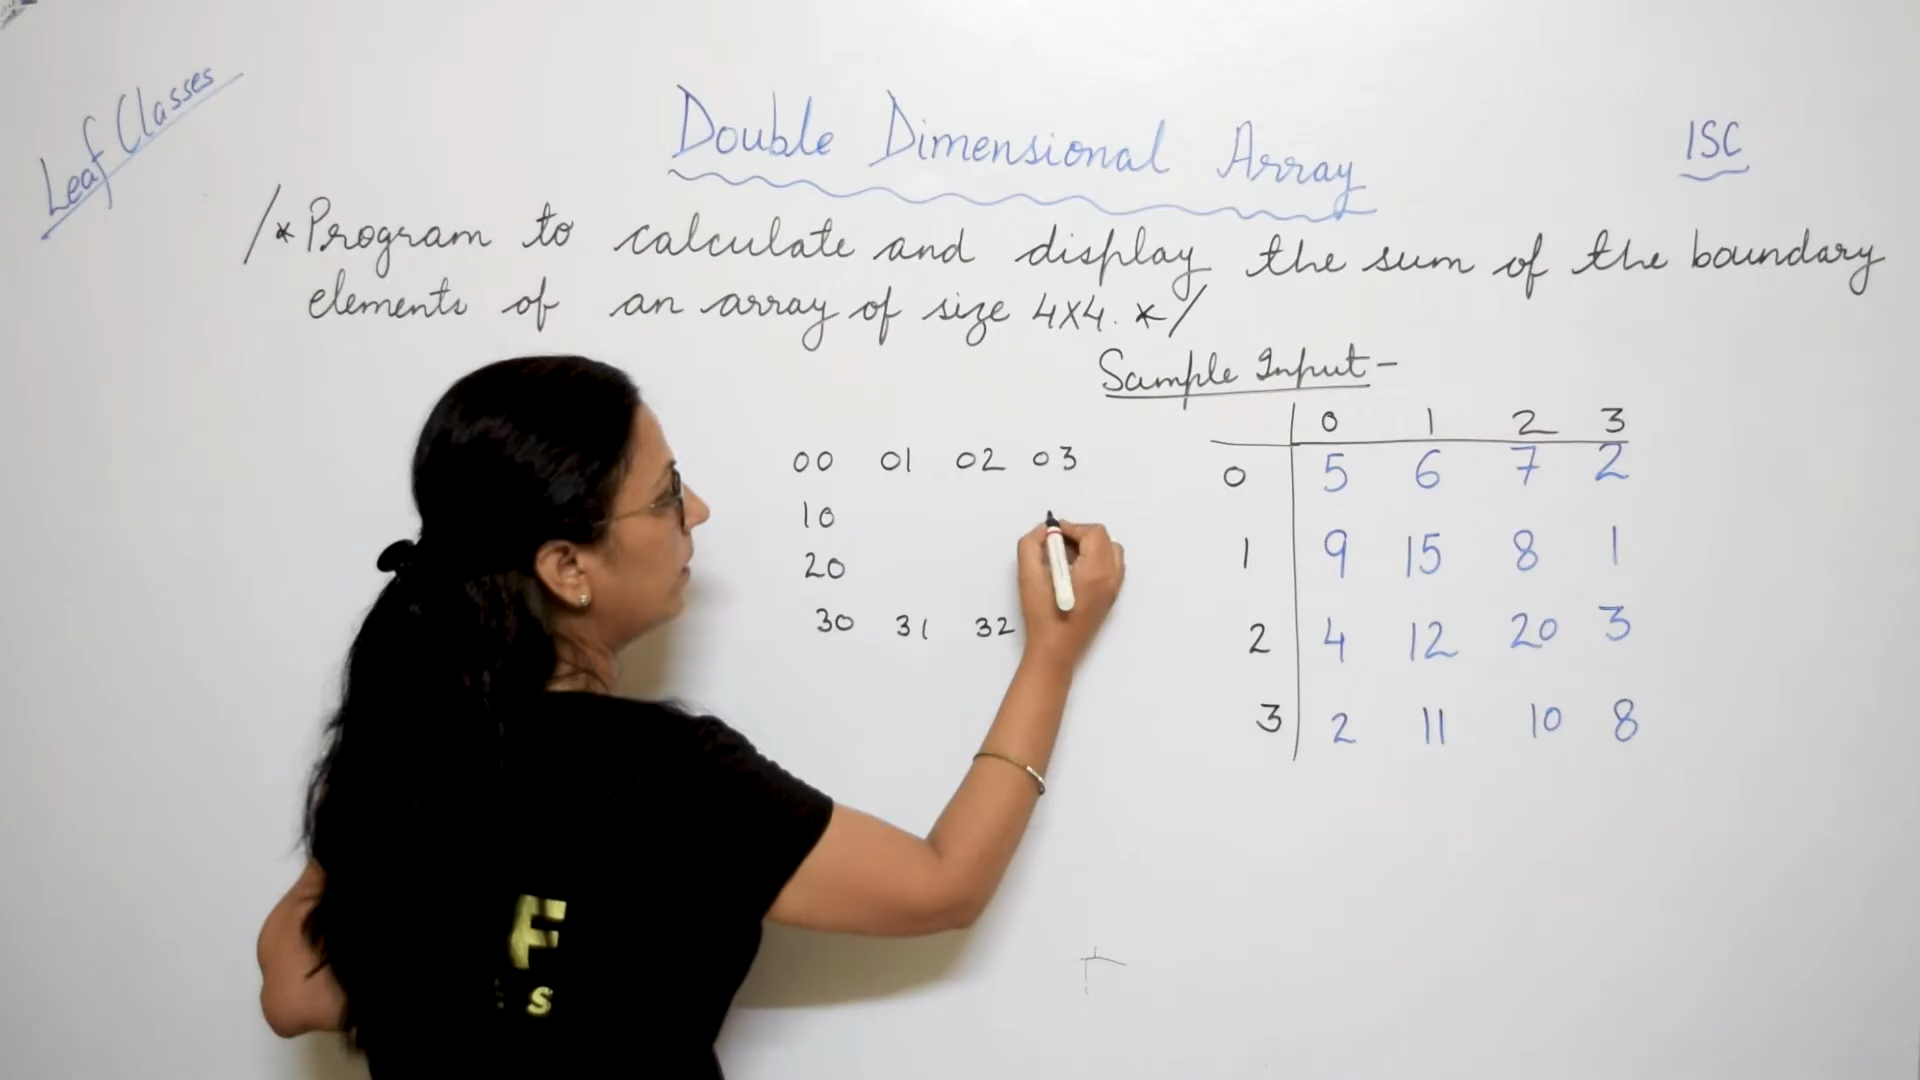 Leaf Classes
Double Dimensional Array
ISC
/* Program to calculate and display the sum of the boundary
elements of an array of size 4X4. */
Sample Input -
0 1 2 3
0 5 6 7 2
1 9 15 8 1
2 4 12 20 3
3 2 11 10 8
00 01 02 03
10
20
30 31 32
F
S